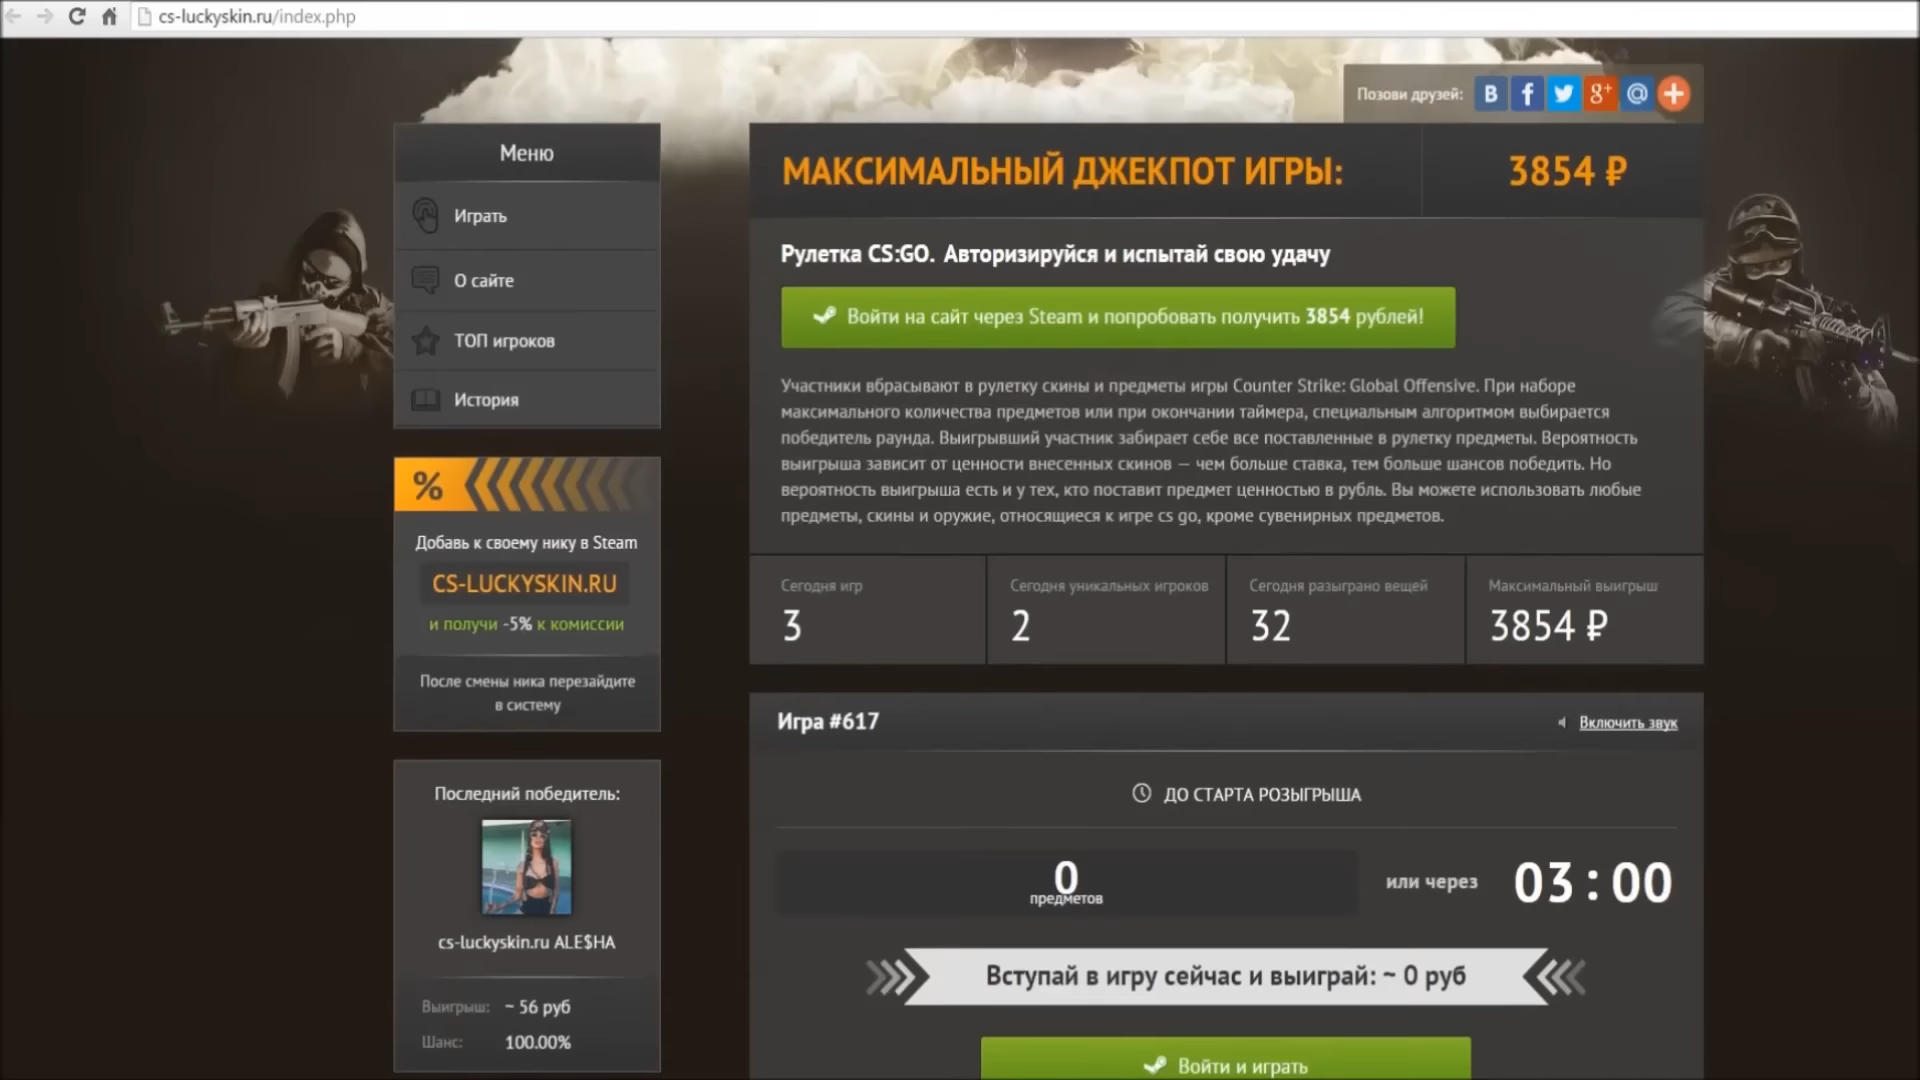 cs-luckyskin.ru/index.php
Позови друзей:
Меню
Играть
О сайте
ТОП игроков
История
%
Добавь к своему нику в Steam
CS-LUCKYSKIN.RU
и получи -5% к комиссии
После смены ника перезайдите
в систему
Последний победитель:
cs-luckyskin.ru ALE$HA
Выигрыш: ~ 56 руб
Шанс: 100.00%
МАКСИМАЛЬНЫЙ ДЖЕКПОТ ИГРЫ: 3854 ₽
Рулетка CS:GO. Авторизируйся и испытай свою удачу
Войти на сайт через Steam и попробовать получить 3854 рублей!
Участники вбрасывают в рулетку скины и предметы игры Counter Strike: Global Offensive. При наборе
максимального количества предметов или при окончании таймера, специальным алгоритмом выбирается
победитель раунда. Выигрывший участник забирает себе все поставленные в рулетку предметы. Вероятность
выигрыша зависит от ценности внесенных скинов — чем больше ставка, тем больше шансов победить. Но
вероятность выигрыша есть и у тех, кто поставит предмет ценностью в рубль. Вы можете использовать любые
предметы, скины и оружие, относящиеся к игре cs go, кроме сувенирных предметов.
Сегодня игр
3
Сегодня уникальных игроков
2
Сегодня разыграно вещей
32
Максимальный выигрыш
3854 ₽
Игра #617
Включить звук
ДО СТАРТА РОЗЫГРЫША
0
предметов
или через
03:00
Вступай в игру сейчас и выиграй: ~ 0 руб
Войти и играть